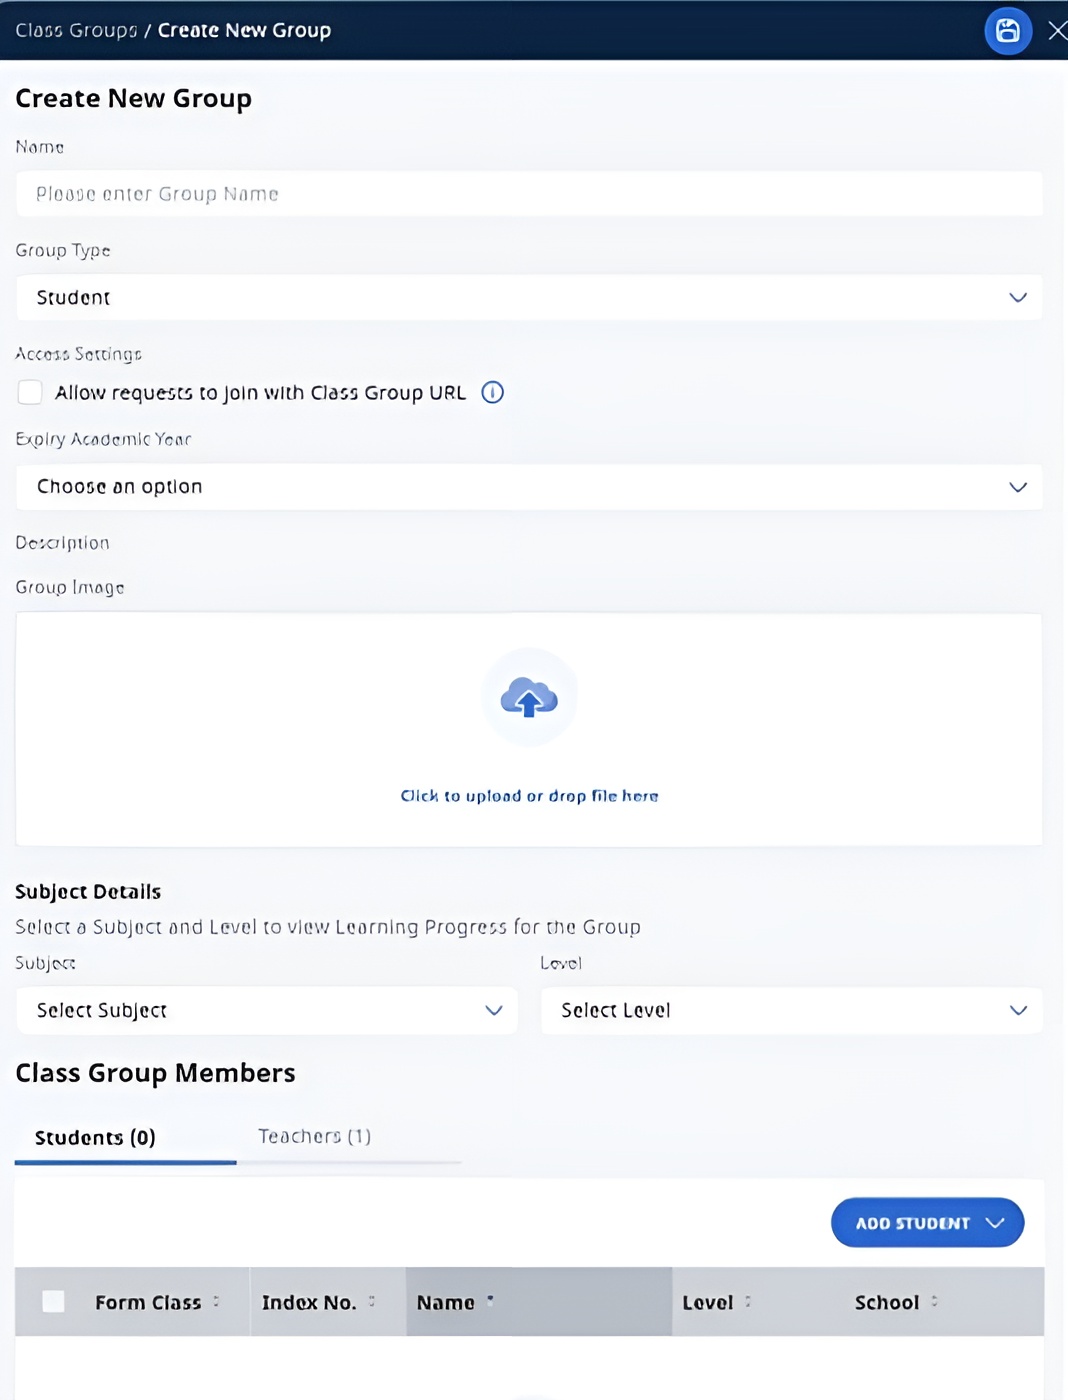 Class Groups / Create New Group
Create New Group
Name
Please enter Group Name
Group Type
Student
Access Settings
Allow requests to join with Class Group URL
Expiry Academic Year
Choose an option
Description
Group Image
Click to upload or drop file here
Subject Details
Select a Subject and Level to view Learning Progress for the Group
Subject Level
Select Subject Select Level
Class Group Members
Students (0) Teachers (1)
ADD STUDENT
Form Class Index No. Name Level School